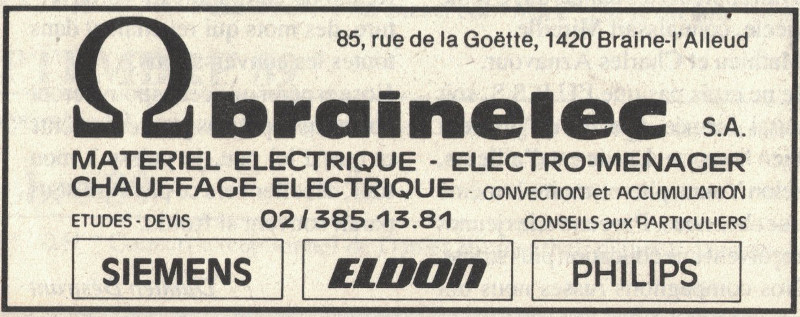 85, rue de la Goëtte, 1420 Braine-l'Alleud
Ω brainelec S.A.
MATERIEL ELECTRIQUE - ELECTRO-MENAGER
CHAUFFAGE ELECTRIQUE CONVECTION et ACCUMULATION
ETUDES - DEVIS 02/385.13.81 CONSEILS aux PARTICULIERS
SIEMENS ELDON PHILIPS